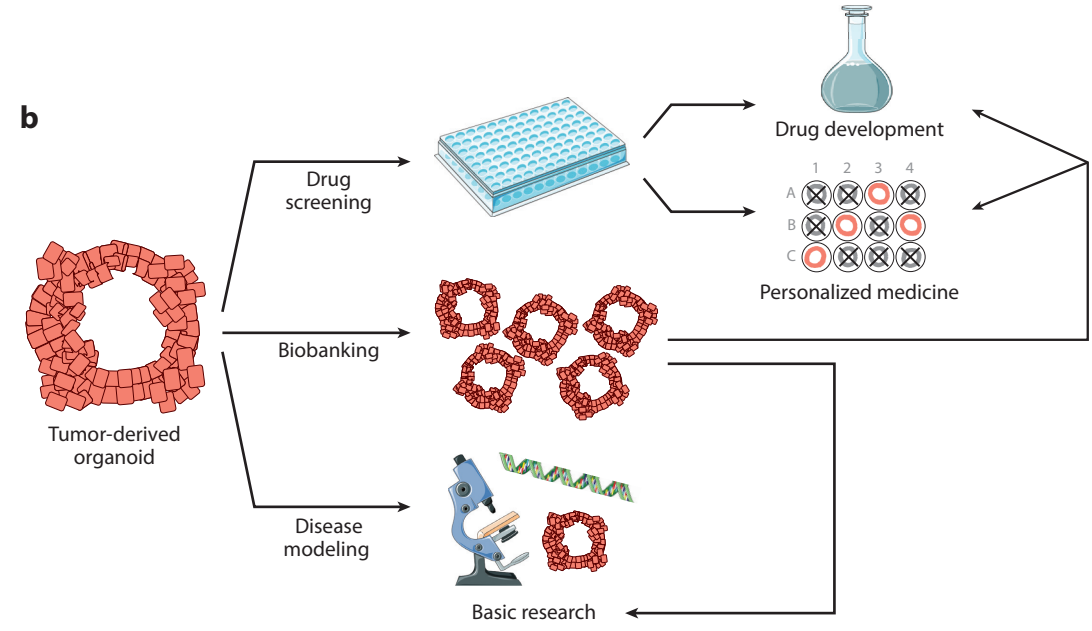 b
Drug
screening
Drug development
1 2 3 4
A
B
C
Personalized medicine
Biobanking
Tumor-derived
organoid
Disease
modeling
Basic research